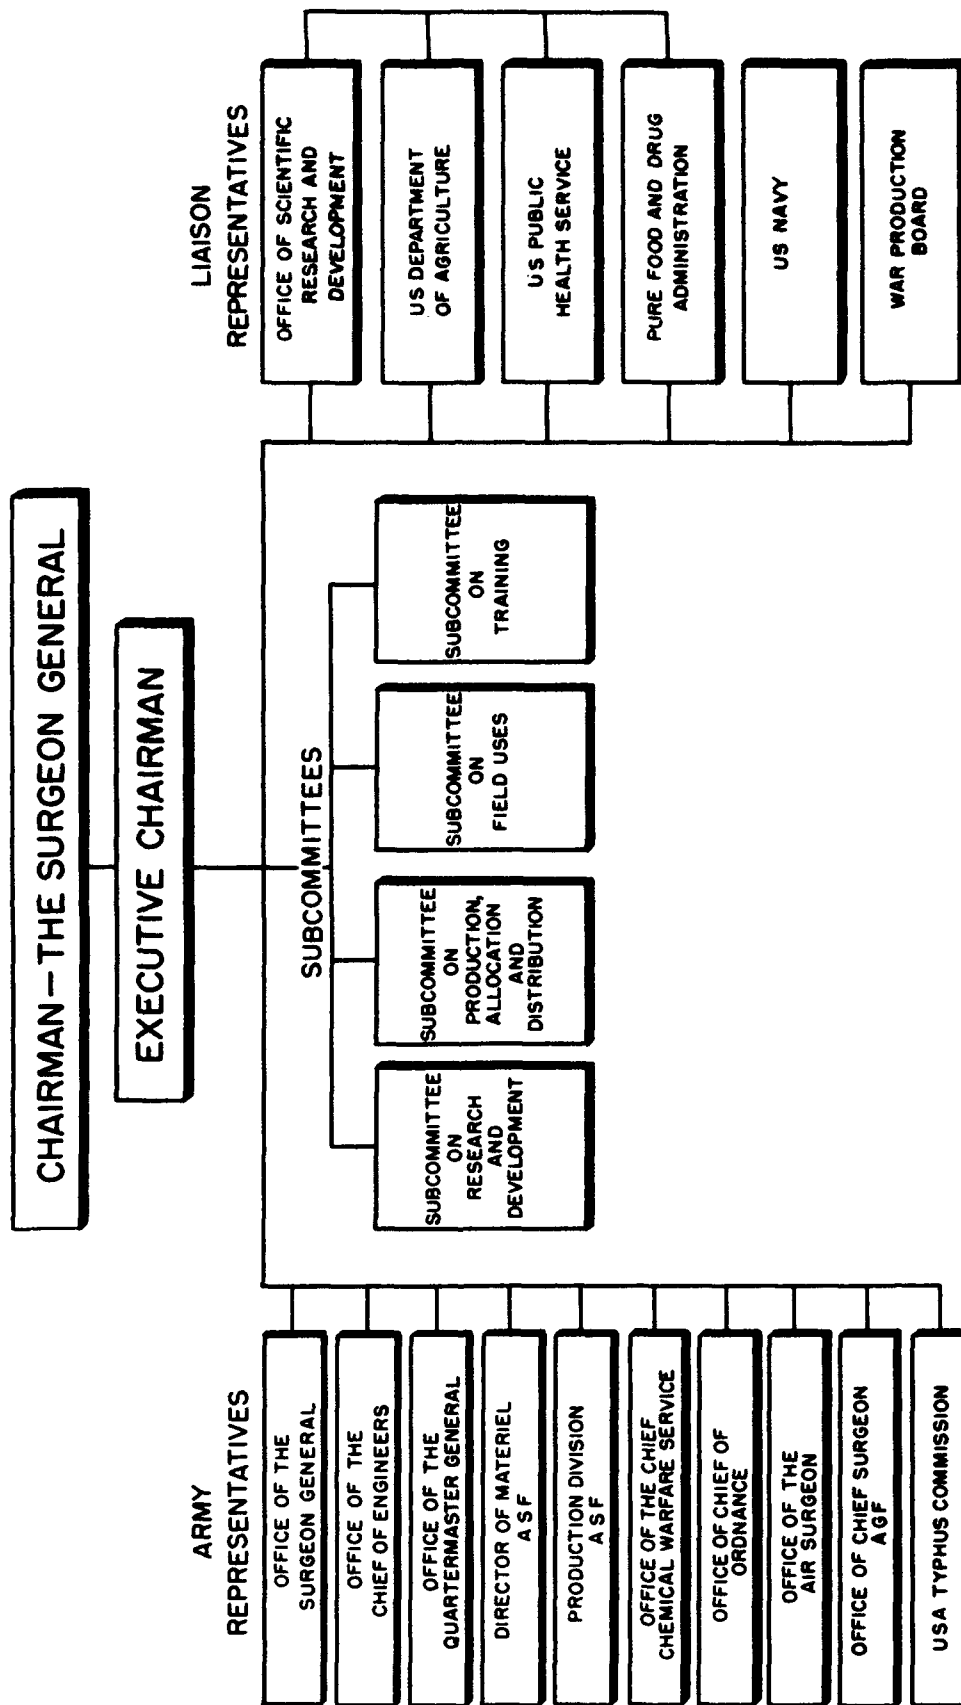 CHAIRMAN—THE SURGEON GENERAL
EXECUTIVE CHAIRMAN
ARMY
REPRESENTATIVES
OFFICE OF THE
SURGEON GENERAL
OFFICE OF THE
CHIEF OF ENGINEERS
OFFICE OF THE
QUARTERMASTER GENERAL
DIRECTOR OF MATERIEL
A S F
PRODUCTION DIVISION
A S F
OFFICE OF THE CHIEF
CHEMICAL WARFARE SERVICE
OFFICE OF CHIEF OF
ORDNANCE
OFFICE OF THE
AIR SURGEON
OFFICE OF CHIEF SURGEON
AGF
USA TYPHUS COMMISSION
SUBCOMMITTEES
SUBCOMMITTEE
ON
RESEARCH
AND
DEVELOPMENT
SUBCOMMITTEE
ON
PRODUCTION,
ALLOCATION
AND
DISTRIBUTION
SUBCOMMITTEE
ON
FIELD USES
SUBCOMMITTEE
ON
TRAINING
LIAISON
REPRESENTATIVES
OFFICE OF SCIENTIFIC
RESEARCH AND
DEVELOPMENT
US DEPARTMENT
OF AGRICULTURE
US PUBLIC
HEALTH SERVICE
PURE FOOD AND DRUG
ADMINISTRATION
US NAVY
WAR PRODUCTION
BOARD